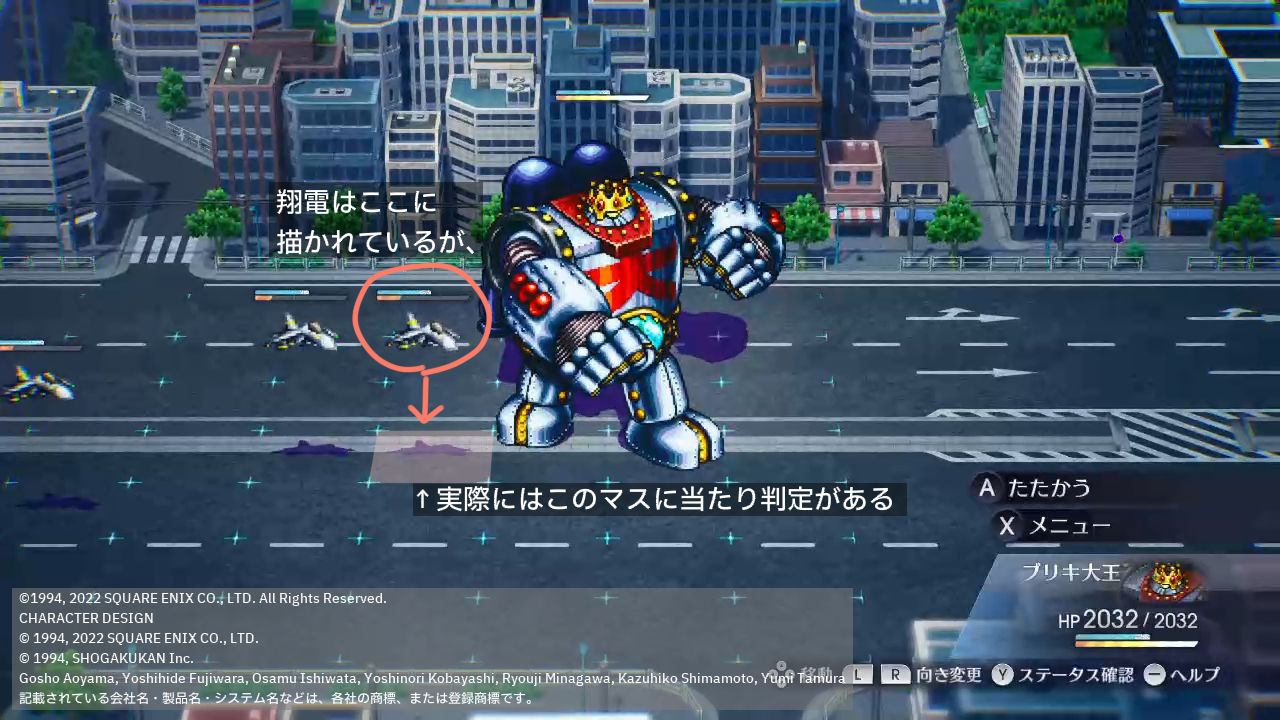 翔電はここに
描かれているが、
↑実際にはこのマスに当たり判定がある
A たたかう
X メニュー
ブリキ大王
HP 2032 / 2032
移動 L R 向き変更 Y ステータス確認 − ヘルプ
©1994, 2022 SQUARE ENIX CO., LTD. All Rights Reserved.
CHARACTER DESIGN
© 1994, 2022 SQUARE ENIX CO., LTD.
© 1994, SHOGAKUKAN Inc.
Gosho Aoyama, Yoshihide Fujiwara, Osamu Ishiwata, Yoshinori Kobayashi, Ryouji Minagawa, Kazuhiko Shimamoto, Yumi Tamura
記載されている会社名・製品名・システム名などは、各社の商標、または登録商標です。